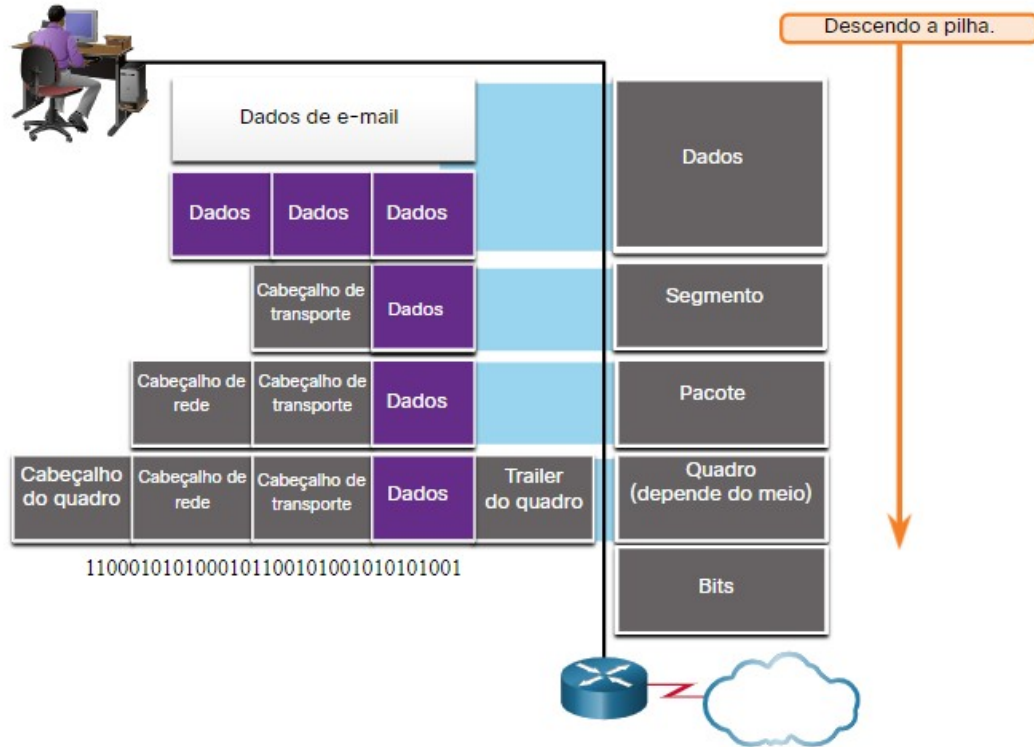 Descendo a pilha.
Dados de e-mail
Dados
Dados
Dados
Dados
Cabeçalho de
transporte
Dados
Segmento
Cabeçalho de
rede
Cabeçalho de
transporte
Dados
Pacote
Cabeçalho
do quadro
Cabeçalho de
rede
Cabeçalho de
transporte
Dados
Trailer
do quadro
Quadro
(depende do meio)
1100010101000101100101001010101001
Bits